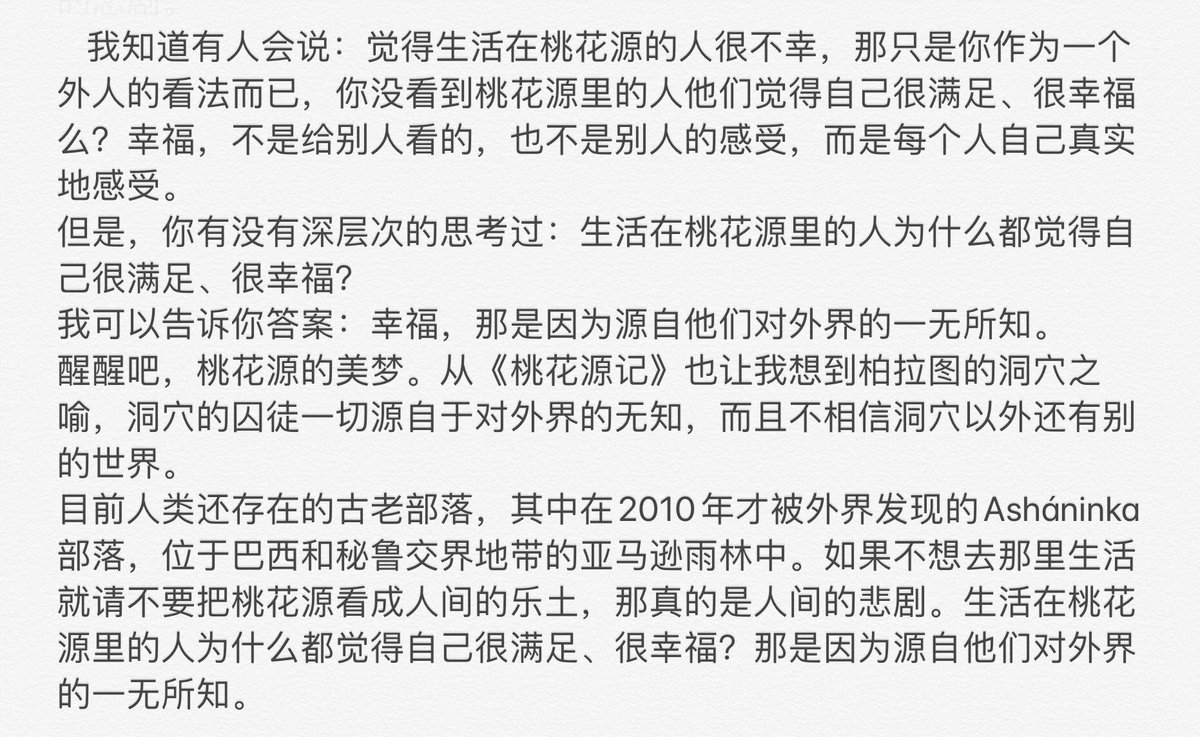 我知道有人会说：觉得生活在桃花源的人很不幸，那只是你作为一个
外人的看法而已，你没看到桃花源里的人他们觉得自己很满足、很幸福
么？幸福，不是给别人看的，也不是别人的感受，而是每个人自己真实
地感受。
但是，你有没有深层次的思考过：生活在桃花源里的人为什么都觉得自
己很满足、很幸福？
我可以告诉你答案：幸福，那是因为源自他们对外界的一无所知。
醒醒吧，桃花源的美梦。从《桃花源记》也让我想到柏拉图的洞穴之
喻，洞穴的囚徒一切源自于对外界的无知，而且不相信洞穴以外还有别
的世界。
目前人类还存在的古老部落，其中在2010年才被外界发现的Asháninka
部落，位于巴西和秘鲁交界地带的亚马逊雨林中。如果不想去那里生活
就请不要把桃花源看成人间的乐土，那真的是人间的悲剧。生活在桃花
源里的人为什么都觉得自己很满足、很幸福？那是因为源自他们对外界
的一无所知。